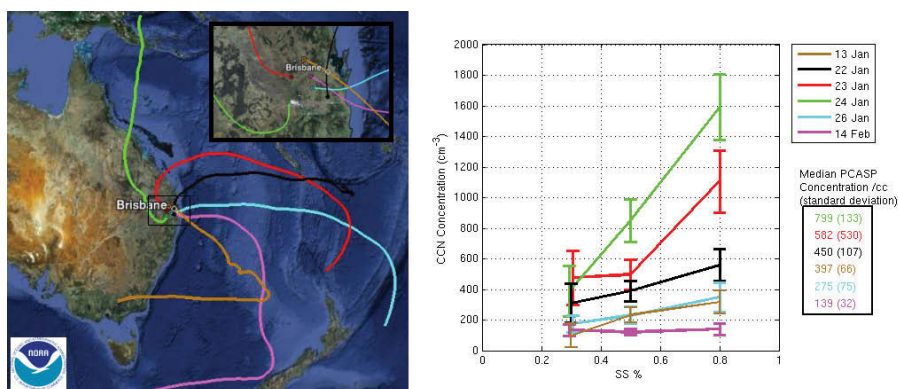 Brisbane
Brisbane
NOAA
2000
1800
1600
1400
1200
1000
800
600
400
200
0
0 0.2 0.4 0.6 0.8 1
CCN Concentration (cm⁻³)
SS %
13 Jan
22 Jan
23 Jan
24 Jan
26 Jan
14 Feb
Median PCASP
Concentration /cc
(standard deviation)
799 (133)
582 (530)
450 (107)
397 (66)
275 (75)
139 (32)